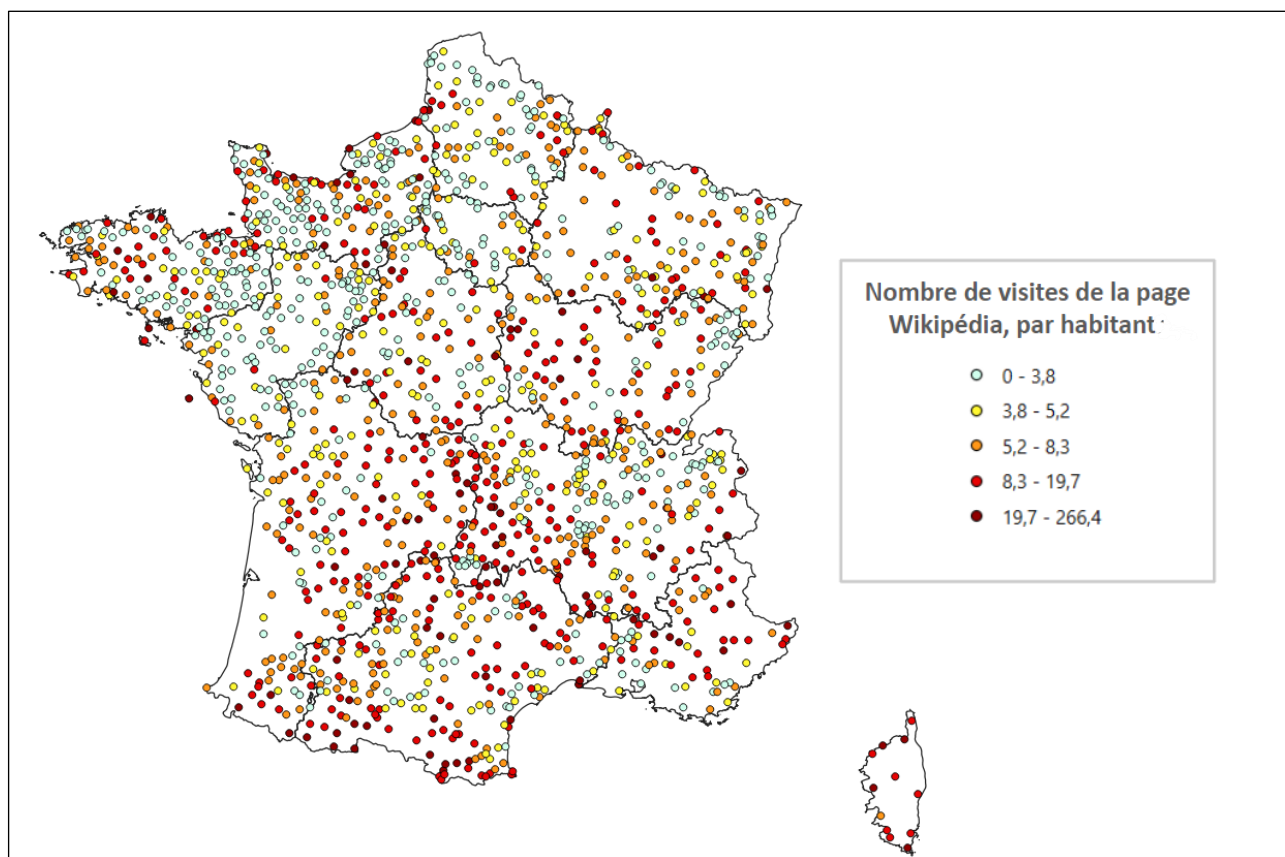 Nombre de visites de la page
Wikipédia, par habitant
0 - 3,8
3,8 - 5,2
5,2 - 8,3
8,3 - 19,7
19,7 - 266,4